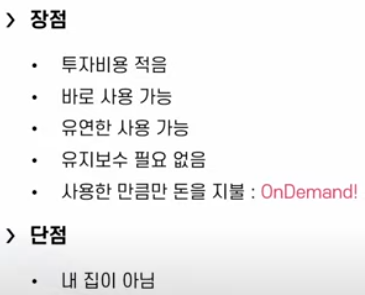 › 장점
• 투자비용 적음
• 바로 사용 가능
• 유연한 사용 가능
• 유지보수 필요 없음
• 사용한 만큼만 돈을 지불 : OnDemand!
› 단점
• 내 집이 아님